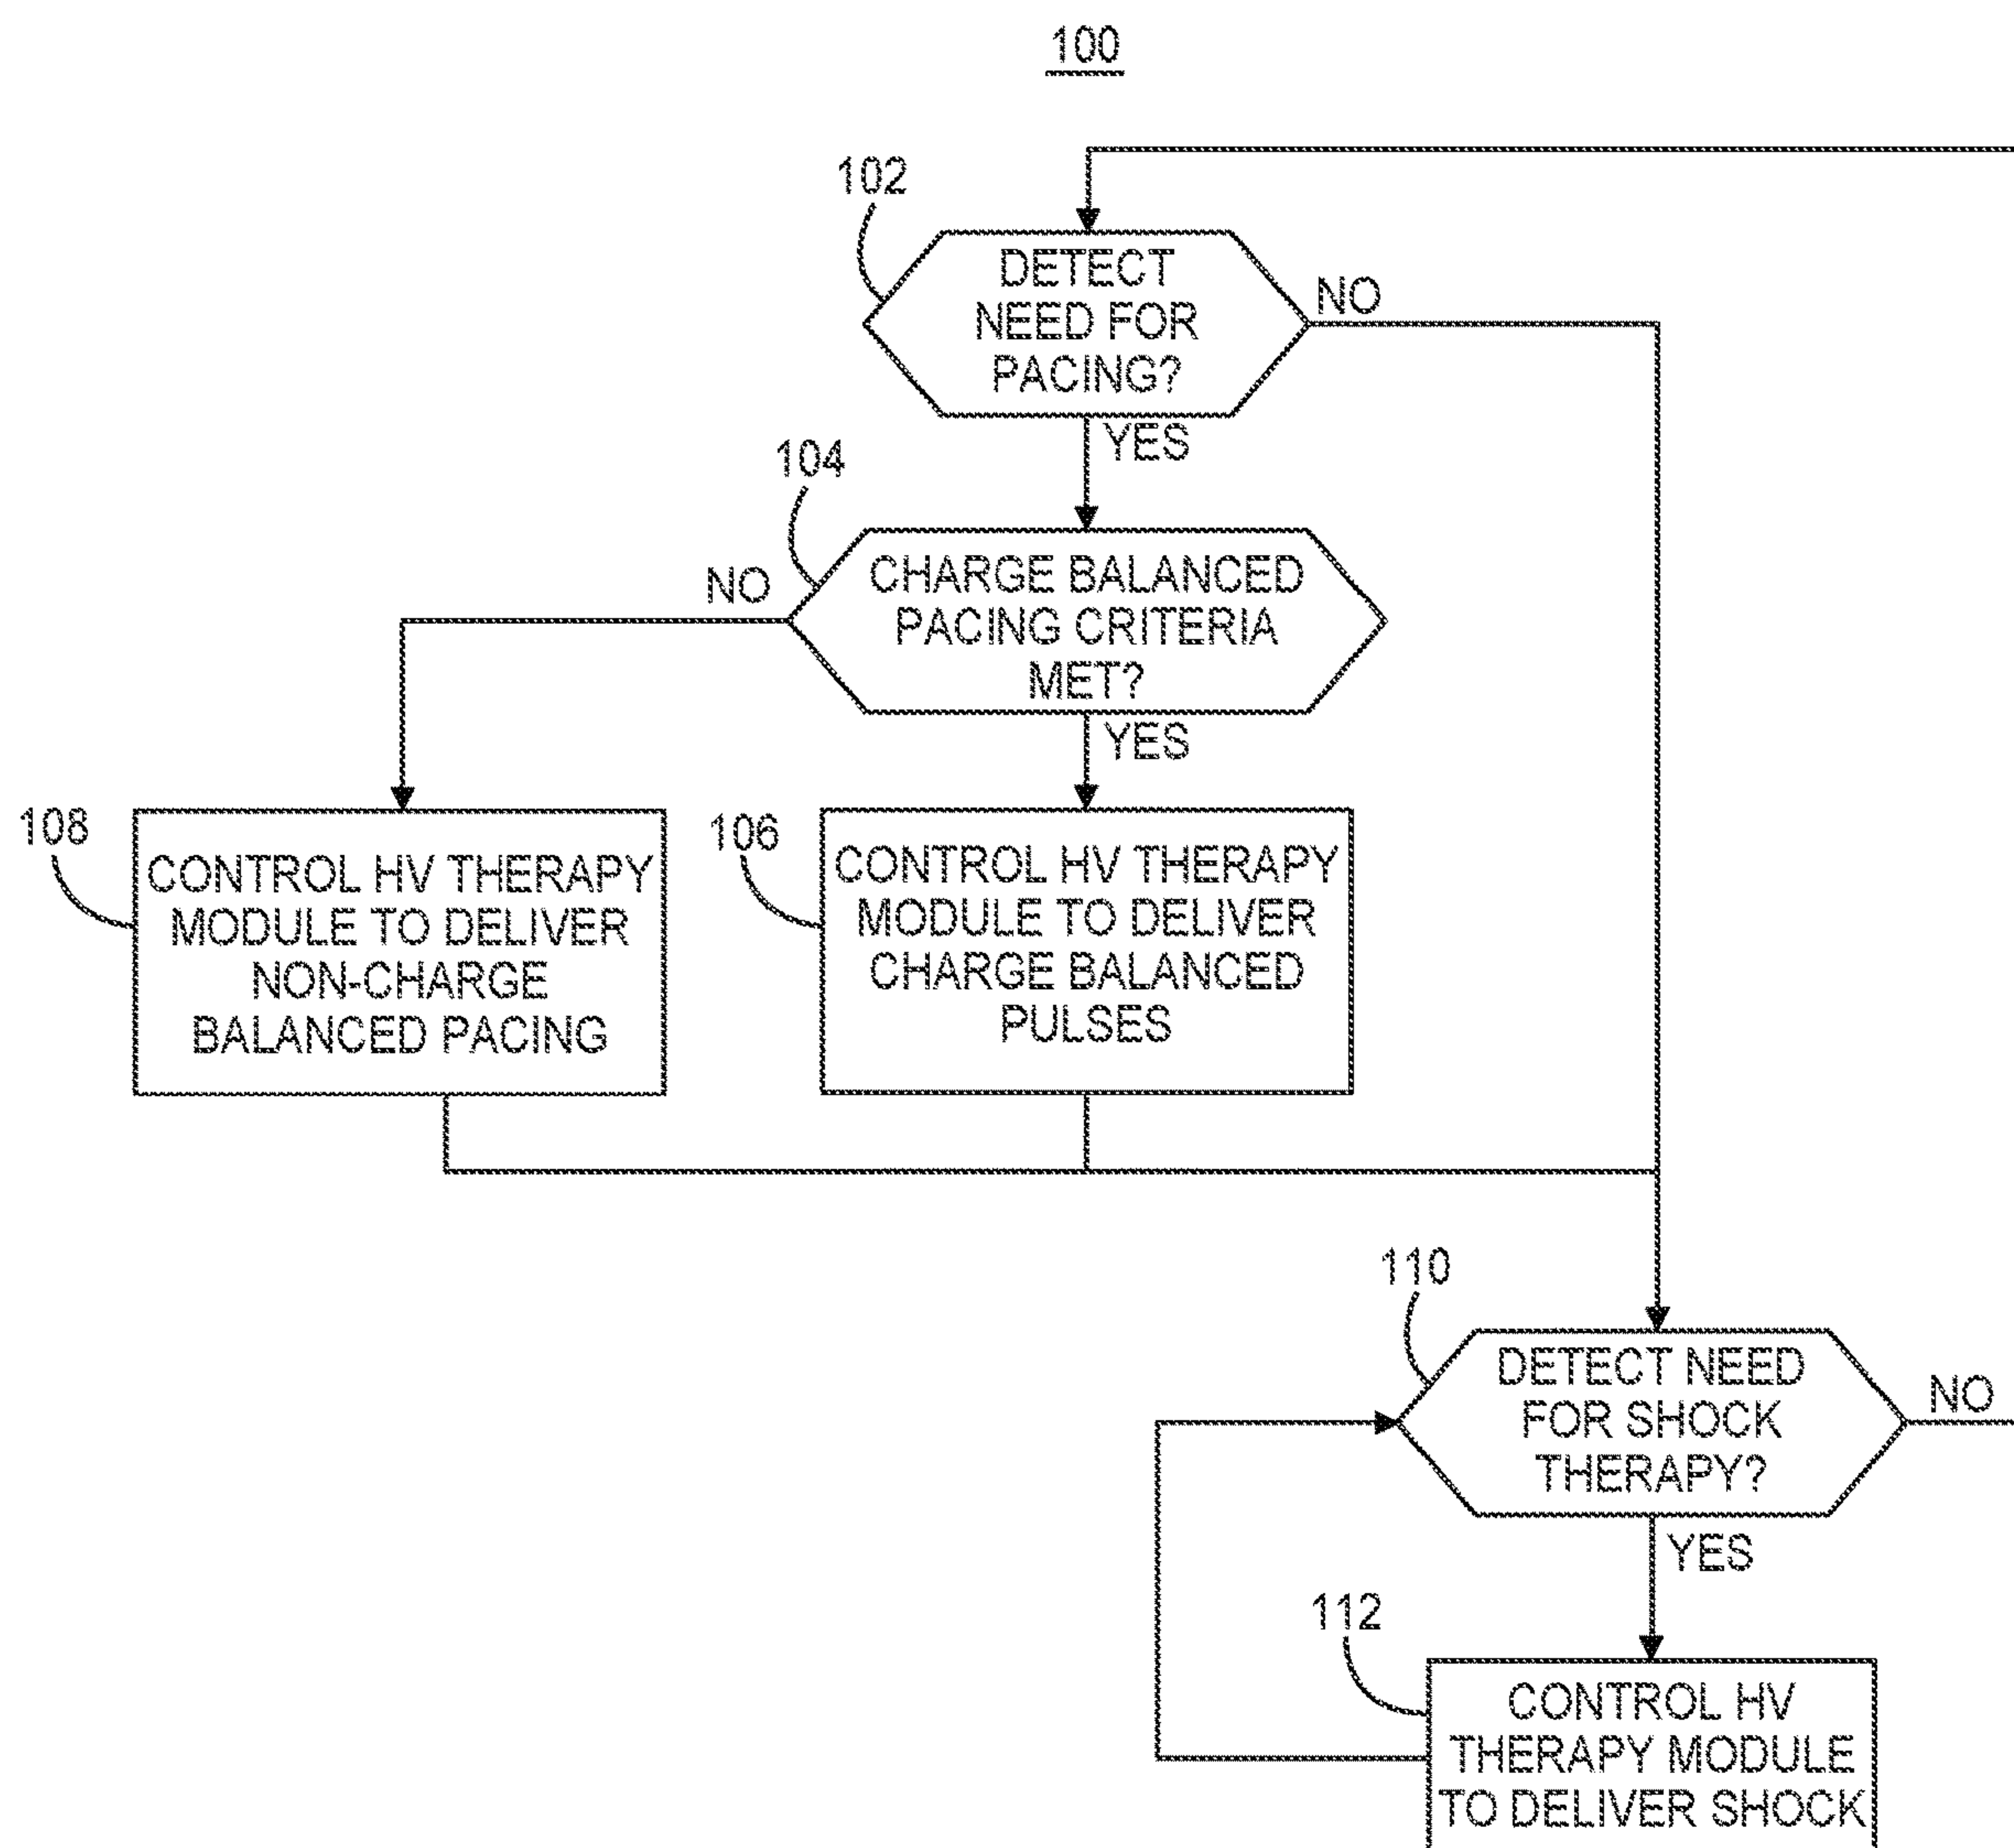 100
102
DETECT
NEED FOR
PACING?
NO
YES
104
CHARGE BALANCED
PACING CRITERIA
MET?
NO
YES
108
CONTROL HV THERAPY
MODULE TO DELIVER
NON-CHARGE
BALANCED PACING
106
CONTROL HV THERAPY
MODULE TO DELIVER
CHARGE BALANCED
PULSES
110
DETECT NEED
FOR SHOCK
THERAPY?
NO
YES
112
CONTROL HV
THERAPY MODULE
TO DELIVER SHOCK